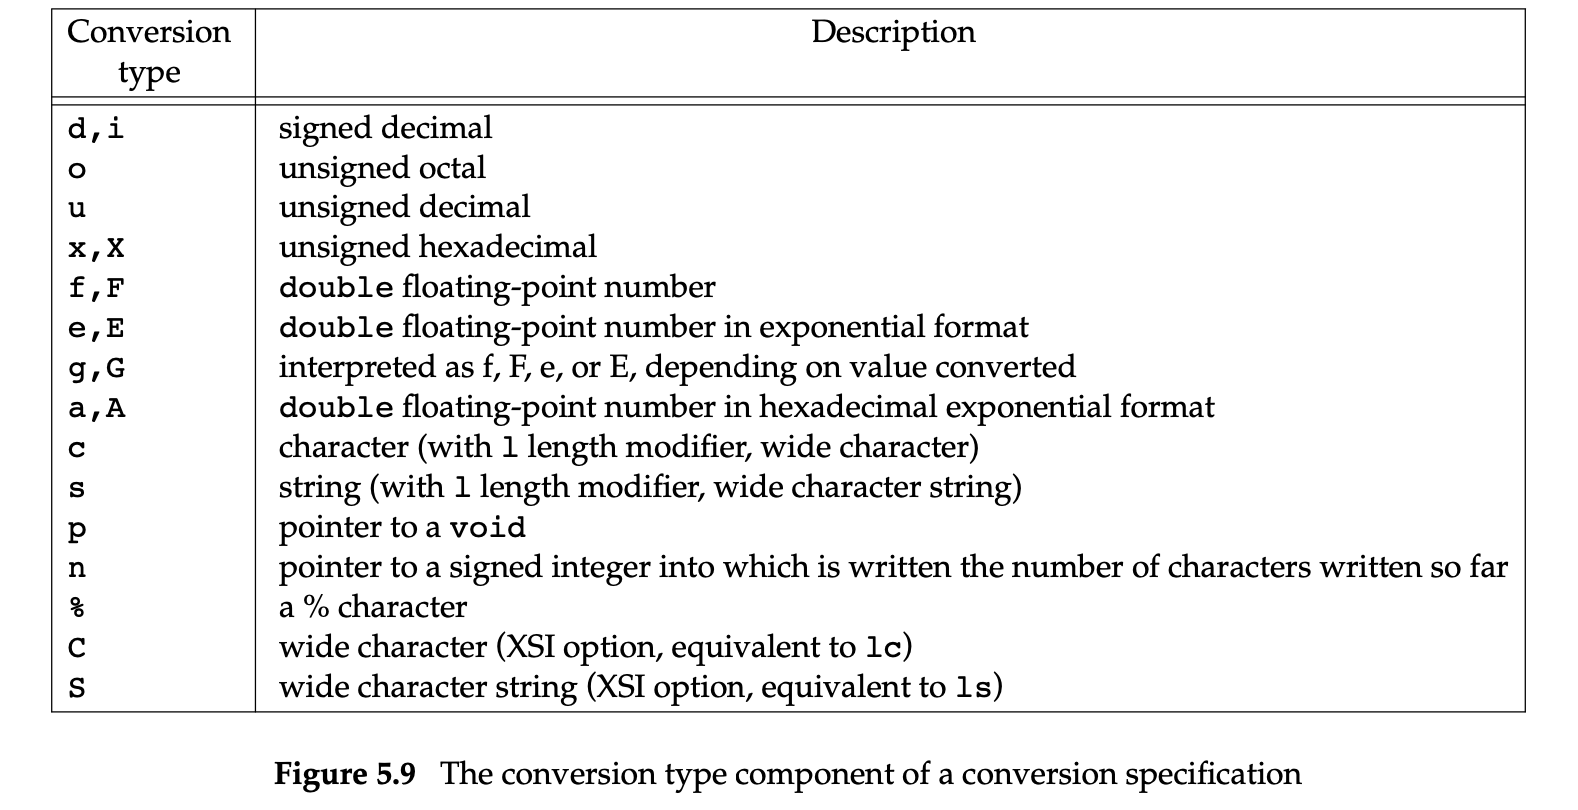 Conversion type Description
d,i signed decimal
o unsigned octal
u unsigned decimal
x,X unsigned hexadecimal
f,F double floating-point number
e,E double floating-point number in exponential format
g,G interpreted as f, F, e, or E, depending on value converted
a,A double floating-point number in hexadecimal exponential format
c character (with l length modifier, wide character)
s string (with l length modifier, wide character string)
p pointer to a void
n pointer to a signed integer into which is written the number of characters written so far
% a % character
C wide character (XSI option, equivalent to lc)
S wide character string (XSI option, equivalent to ls)
Figure 5.9 The conversion type component of a conversion specification